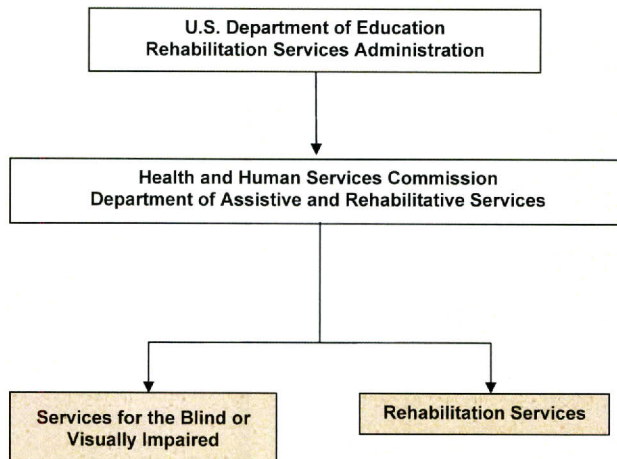 U.S. Department of Education
Rehabilitation Services Administration
Health and Human Services Commission
Department of Assistive and Rehabilitative Services
Services for the Blind or
Visually Impaired
Rehabilitation Services